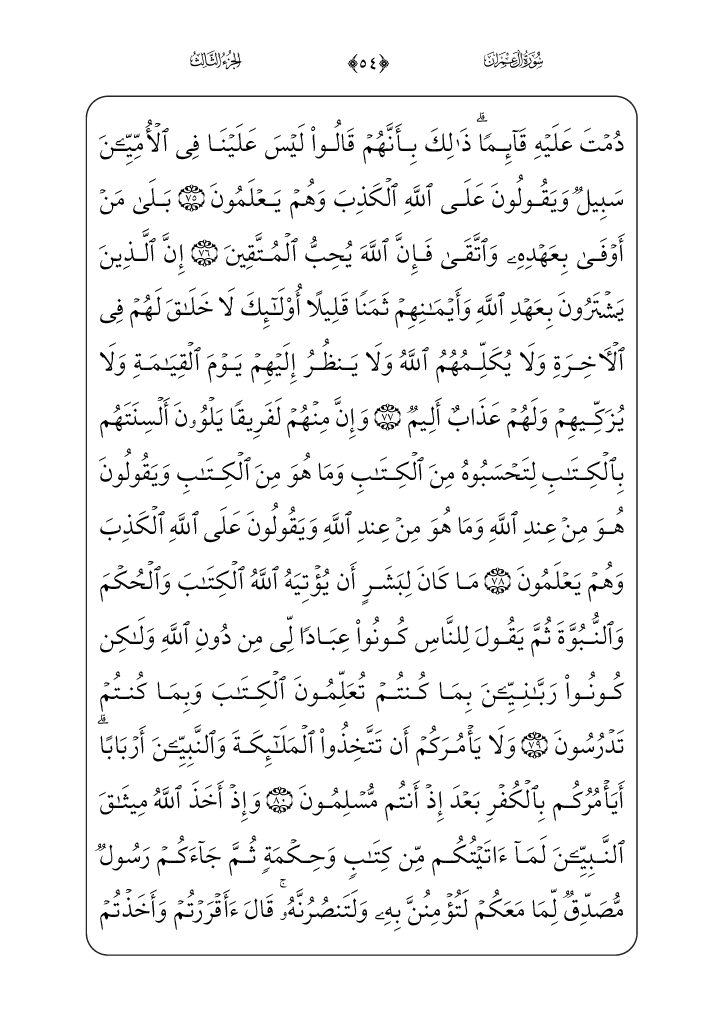 سُورَةُ آلِ عِمۡرَان ﴿٥٤﴾ الجُزءُ الثَّالِث
دُمۡتَ عَلَيۡهِ قَآئِمٗاۗ ذَٰلِكَ بِأَنَّهُمۡ قَالُواْ لَيۡسَ عَلَيۡنَا فِي ٱلۡأُمِّيِّـۧنَ
سَبِيلٞ وَيَقُولُونَ عَلَى ٱللَّهِ ٱلۡكَذِبَ وَهُمۡ يَعۡلَمُونَ ٧٥ بَلَىٰ مَنۡ
أَوۡفَىٰ بِعَهۡدِهِۦ وَٱتَّقَىٰ فَإِنَّ ٱللَّهَ يُحِبُّ ٱلۡمُتَّقِينَ ٧٦ إِنَّ ٱلَّذِينَ
يَشۡتَرُونَ بِعَهۡدِ ٱللَّهِ وَأَيۡمَٰنِهِمۡ ثَمَنٗا قَلِيلًا أُوْلَٰٓئِكَ لَا خَلَٰقَ لَهُمۡ فِي
ٱلۡأٓخِرَةِ وَلَا يُكَلِّمُهُمُ ٱللَّهُ وَلَا يَنظُرُ إِلَيۡهِمۡ يَوۡمَ ٱلۡقِيَٰمَةِ وَلَا
يُزَكِّيهِمۡ وَلَهُمۡ عَذَابٌ أَلِيمٞ ٧٧ وَإِنَّ مِنۡهُمۡ لَفَرِيقٗا يَلۡوُۥنَ أَلۡسِنَتَهُم
بِٱلۡكِتَٰبِ لِتَحۡسَبُوهُ مِنَ ٱلۡكِتَٰبِ وَمَا هُوَ مِنَ ٱلۡكِتَٰبِ وَيَقُولُونَ
هُوَ مِنۡ عِندِ ٱللَّهِ وَمَا هُوَ مِنۡ عِندِ ٱللَّهِ وَيَقُولُونَ عَلَى ٱللَّهِ ٱلۡكَذِبَ
وَهُمۡ يَعۡلَمُونَ ٧٨ مَا كَانَ لِبَشَرٍ أَن يُؤۡتِيَهُ ٱللَّهُ ٱلۡكِتَٰبَ وَٱلۡحُكۡمَ
وَٱلنُّبُوَّةَ ثُمَّ يَقُولَ لِلنَّاسِ كُونُواْ عِبَادٗا لِّي مِن دُونِ ٱللَّهِ وَلَٰكِن
كُونُواْ رَبَّٰنِيِّـۧنَ بِمَا كُنتُمۡ تُعَلِّمُونَ ٱلۡكِتَٰبَ وَبِمَا كُنتُمۡ
تَدۡرُسُونَ ٧٩ وَلَا يَأۡمُرَكُمۡ أَن تَتَّخِذُواْ ٱلۡمَلَٰٓئِكَةَ وَٱلنَّبِيِّـۧنَ أَرۡبَابًاۗ
أَيَأۡمُرُكُم بِٱلۡكُفۡرِ بَعۡدَ إِذۡ أَنتُم مُّسۡلِمُونَ ٨٠ وَإِذۡ أَخَذَ ٱللَّهُ مِيثَٰقَ
ٱلنَّبِيِّـۧنَ لَمَآ ءَاتَيۡتُكُم مِّن كِتَٰبٖ وَحِكۡمَةٖ ثُمَّ جَآءَكُمۡ رَسُولٞ
مُّصَدِّقٞ لِّمَا مَعَكُمۡ لَتُؤۡمِنُنَّ بِهِۦ وَلَتَنصُرُنَّهُۥۚ قَالَ ءَأَقۡرَرۡتُمۡ وَأَخَذۡتُمۡ